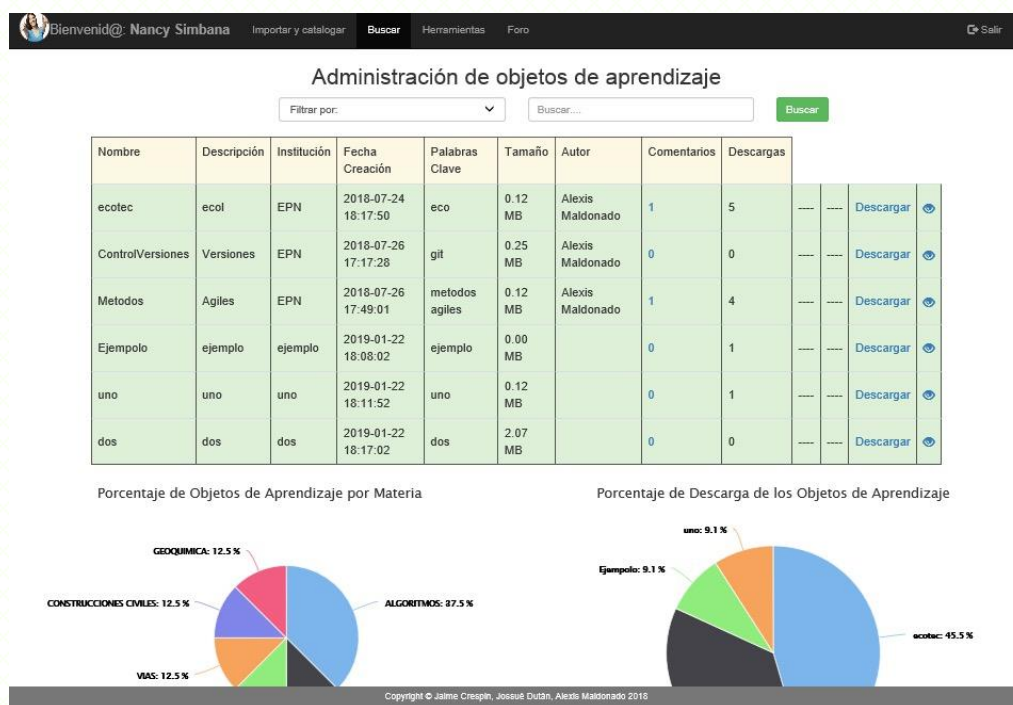 Bienvenid@: Nancy Simbana Importar y catalogar Buscar Herramientas Foro Salir
Administración de objetos de aprendizaje
Filtrar por: Buscar.... Buscar
Nombre Descripción Institución Fecha Creación Palabras Clave Tamaño Autor Comentarios Descargas
ecotec ecol EPN 2018-07-24 18:17:50 eco 0.12 MB Alexis Maldonado 1 5 ---- ---- Descargar
ControlVersiones Versiones EPN 2018-07-26 17:17:28 git 0.25 MB Alexis Maldonado 0 0 ---- ---- Descargar
Metodos Agiles EPN 2018-07-26 17:49:01 metodos agiles 0.12 MB Alexis Maldonado 1 4 ---- ---- Descargar
Ejempolo ejemplo ejemplo 2019-01-22 18:08:02 ejemplo 0.00 MB 0 1 ---- ---- Descargar
uno uno uno 2019-01-22 18:11:52 uno 0.12 MB 0 1 ---- ---- Descargar
dos dos dos 2019-01-22 18:17:02 dos 2.07 MB 0 0 ---- ---- Descargar
Porcentaje de Objetos de Aprendizaje por Materia
GEOQUIMICA: 12.5 %
CONSTRUCCIONES CIVILES: 12.5 %
ALGORITMOS: 37.5 %
VIAS: 12.5 %
Porcentaje de Descarga de los Objetos de Aprendizaje
uno: 9.1 %
Ejempolo: 9.1 %
ecotec: 45.5 %
Copyright © Jaime Crespin, Jossué Dután, Alexis Maldonado 2018